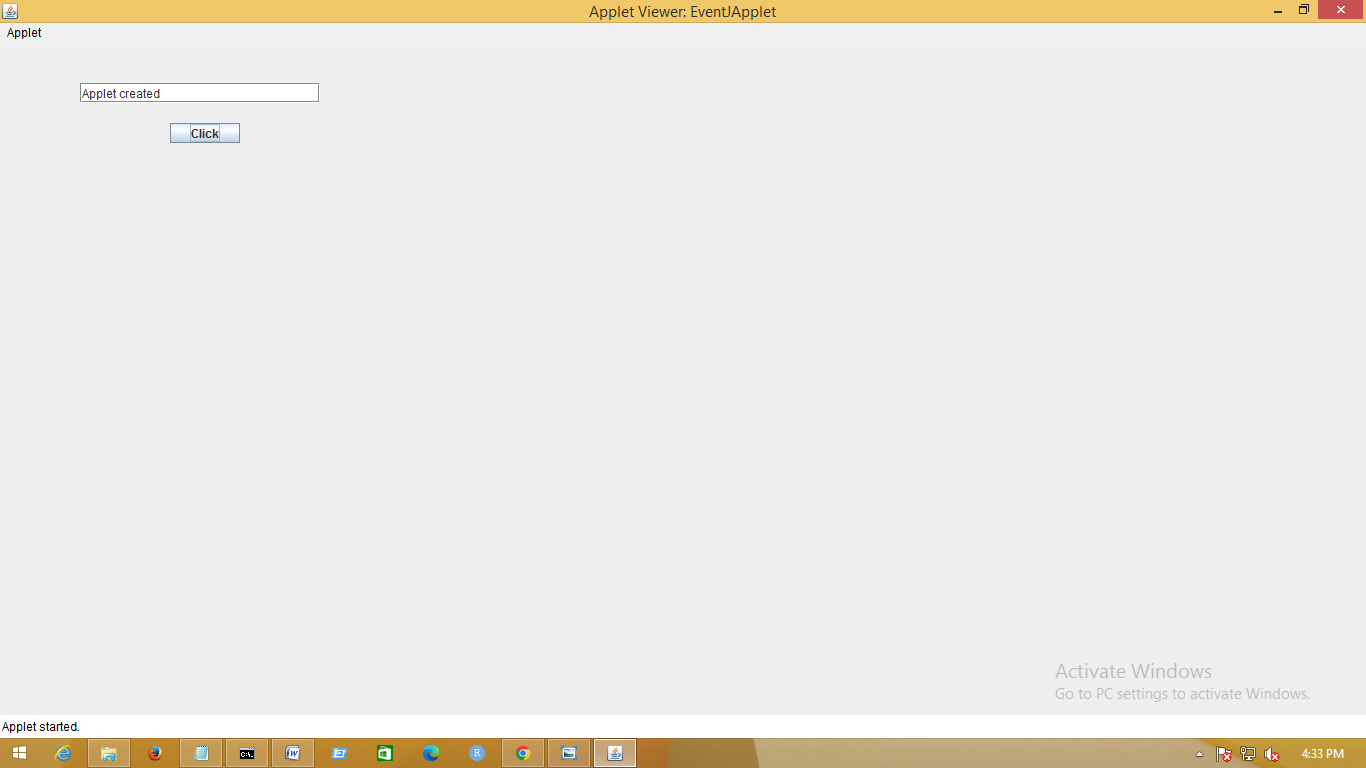 Applet Viewer: EventJApplet
Applet
Applet created
Click
Activate Windows
Go to PC settings to activate Windows.
Applet started.
C:\.
W
R
4:33 PM